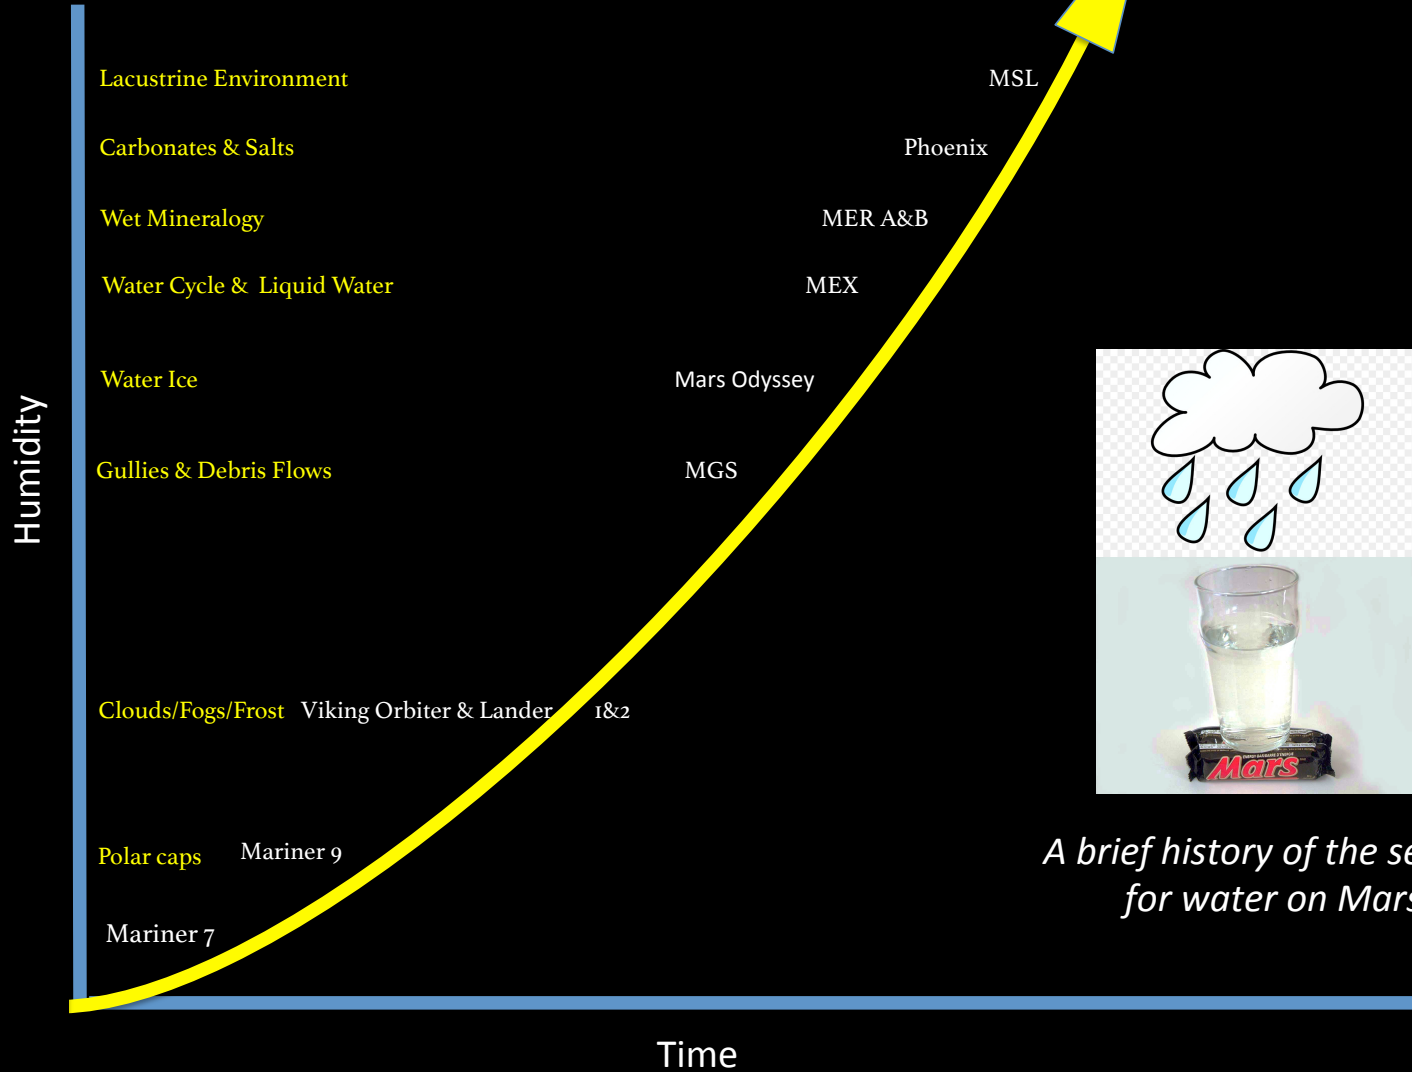 Lacustrine Environment MSL
Carbonates & Salts Phoenix
Wet Mineralogy MER A&B
Water Cycle & Liquid Water MEX
Water Ice Mars Odyssey
Gullies & Debris Flows MGS
Humidity
Clouds/Fogs/Frost Viking Orbiter & Lander 1&2
Mars
Polar caps Mariner 9
A brief history of the se
for water on Mars
Mariner 7
Time